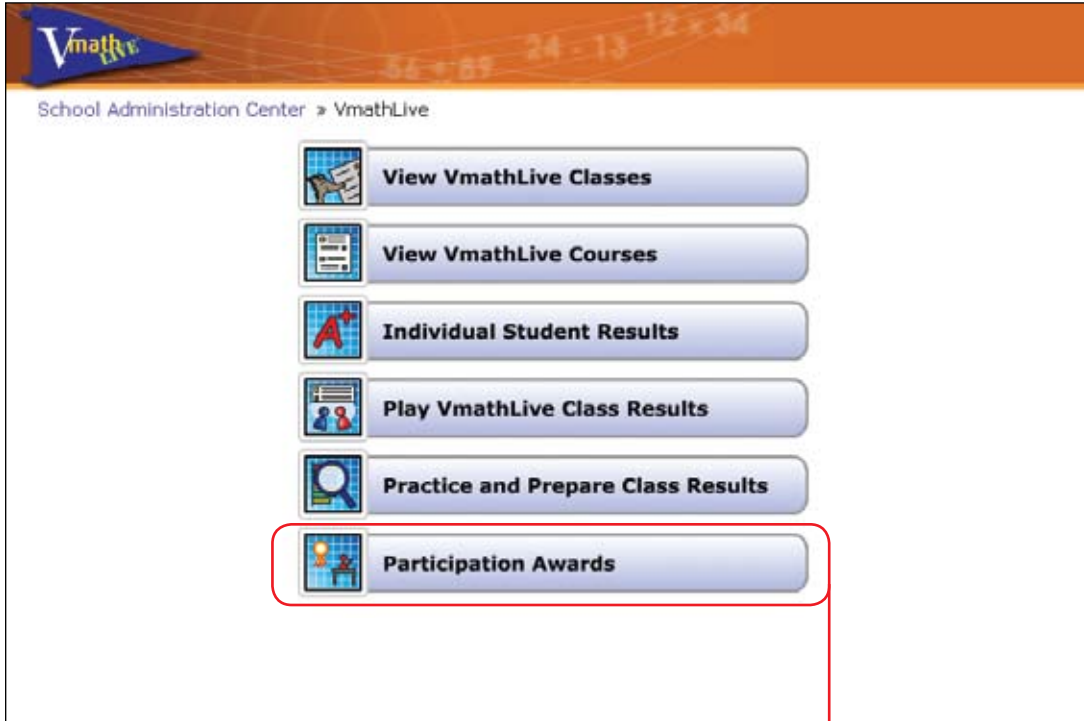 Vmath
LIVE
56 + 89 24 - 13 12 x 34
School Administration Center » VmathLive
View VmathLive Classes
View VmathLive Courses
A+
Individual Student Results
Play VmathLive Class Results
Practice and Prepare Class Results
Participation Awards